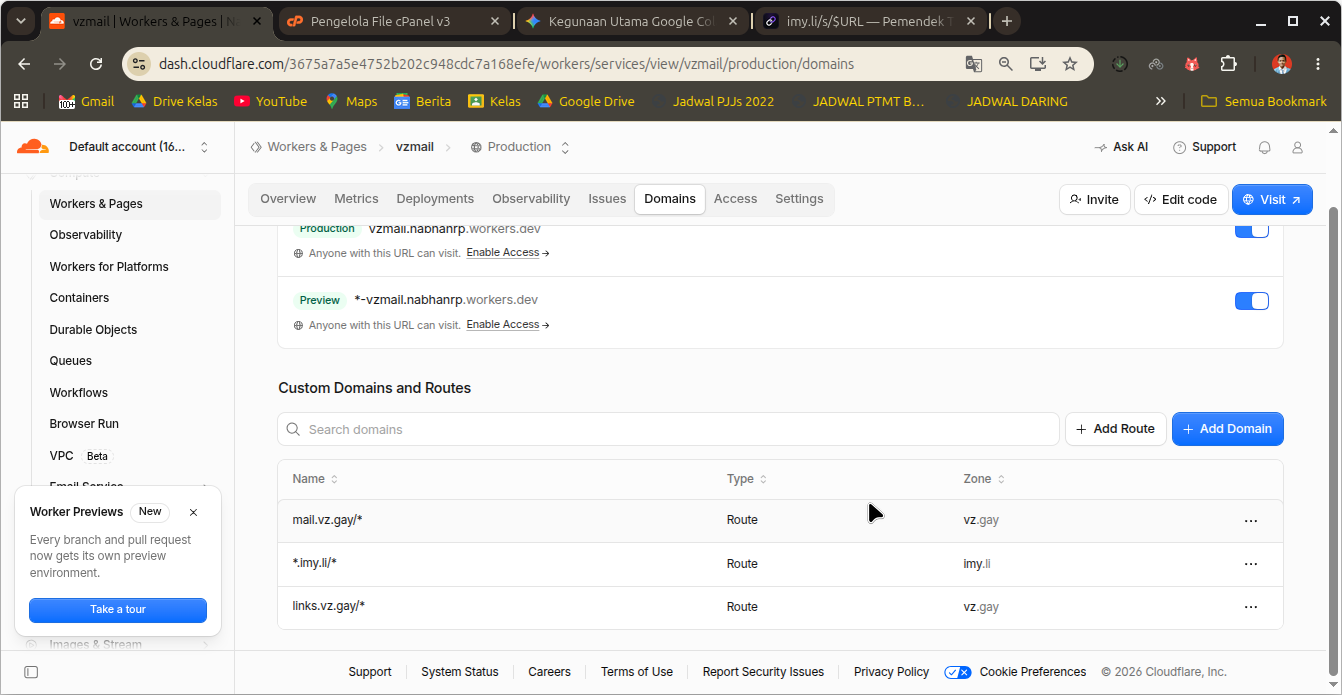 vzmail | Workers & Pages | N
Pengelola File cPanel v3
Kegunaan Utama Google Co
imy.li/s/$URL — Pemendek T
dash.cloudflare.com/3675a7a5e4752b202c948cdc7a168efe/workers/services/view/vzmail/production/domains
100+ Gmail
Drive Kelas
YouTube
Maps
Berita
Kelas
Google Drive
Jadwal PJJs 2022
JADWAL PTMT B...
JADWAL DARING
Semua Bookmark
Default account (16...
Workers & Pages
vzmail
Production
Ask AI
Support
Compute
Workers & Pages
Observability
Workers for Platforms
Containers
Durable Objects
Queues
Workflows
Browser Run
VPC Beta
Email Service
Worker Previews New
Every branch and pull request
now gets its own preview
environment.
Take a tour
Images & Stream
Overview Metrics Deployments Observability Issues Domains Access Settings
Invite
Edit code
Visit
Production vzmail.nabhanrp.workers.dev
Anyone with this URL can visit. Enable Access
Preview *-vzmail.nabhanrp.workers.dev
Anyone with this URL can visit. Enable Access
Custom Domains and Routes
Search domains
Add Route
Add Domain
Name Type Zone
mail.vz.gay/* Route vz.gay
*.imy.li/* Route imy.li
links.vz.gay/* Route vz.gay
Support System Status Careers Terms of Use Report Security Issues Privacy Policy Cookie Preferences © 2026 Cloudflare, Inc.